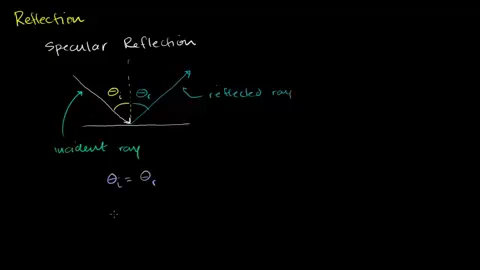 Reflection
Specular Reflection
θi θr
reflected ray
incident ray
θi = θr